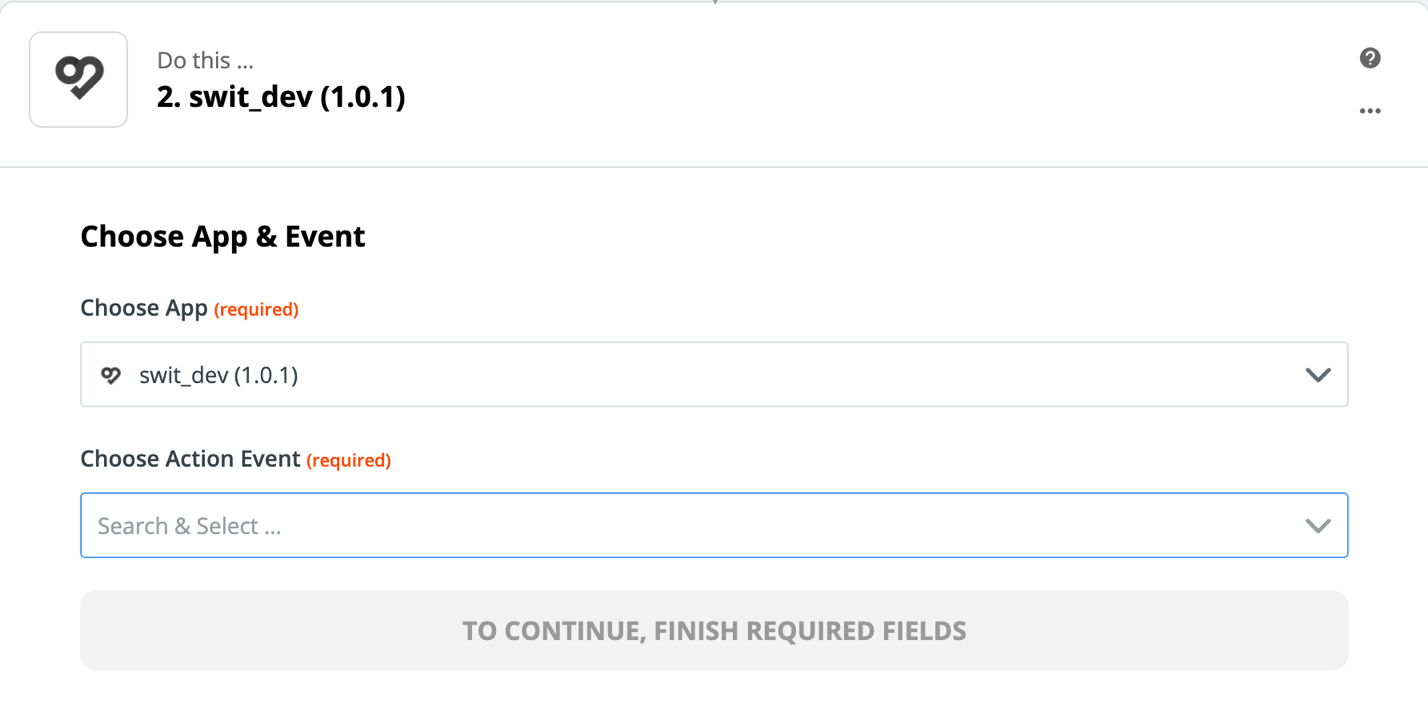 Do this ...
2. swit_dev (1.0.1)
Choose App & Event
Choose App (required)
swit_dev (1.0.1)
Choose Action Event (required)
Search & Select ...
TO CONTINUE, FINISH REQUIRED FIELDS